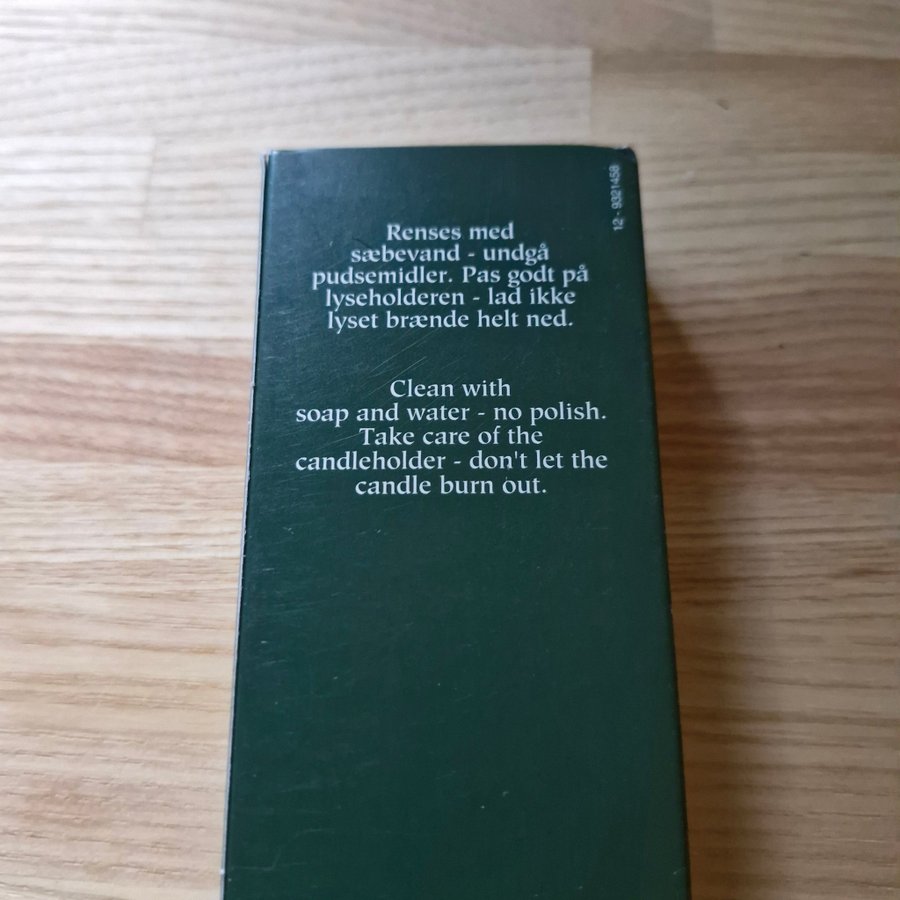 12 - 9321458
Renses med
sæbevand - undgå
pudsemidler. Pas godt på
lyseholderen - lad ikke
lyset brænde helt ned.
Clean with
soap and water - no polish.
Take care of the
candleholder - don't let the
candle burn out.